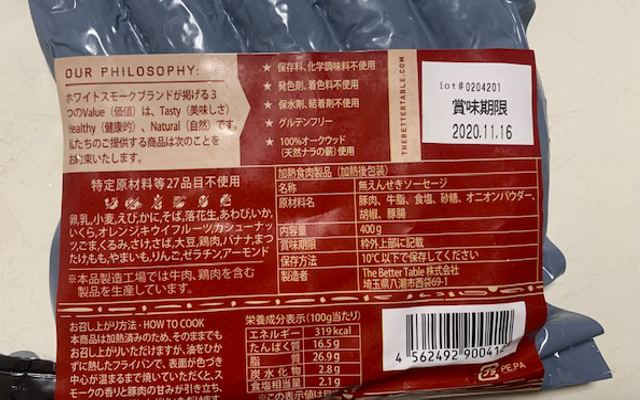 OUR PHILOSOPHY:
ホワイトスモークブランドが掲げる3
つのValue（価値）は、Tasty（美味しさ）
Healthy（健康的）、Natural（自然）です。
私たちのご提供する商品は次のことを
お約束いたします。
★ 保存料、化学調味料不使用
★ 発色剤、着色料不使用
★ 保水剤、結着剤不使用
★ グルテンフリー
★ 100%オークウッド
（天然ナラの薪）使用
THEBETTERTABLE.COM
lot#0204201
賞味期限
2020.11.16
特定原材料等27品目不使用
卵,乳,小麦,えび,かに,そば,落花生,あわび,いか,
いくら,オレンジ,キウイフルーツ,カシューナッ
ツ,ごま,くるみ,さけ,さば,大豆,鶏肉,バナナ,まつ
たけ,もも,やまいも,りんご,ゼラチン,アーモンド
※本品製造工場では牛肉、鶏肉を含む
製品を生産しています。
加熱食肉製品（加熱後包装）
名称 無えんせきソーセージ
原材料名 豚肉、牛脂、食塩、砂糖、オニオンパウダー、
胡椒、豚腸
内容量 400g
賞味期限 枠外上部に記載
保存方法 10℃以下で保存してください
製造者 The Better Table 株式会社
埼玉県八潮市西袋69-1
お召し上がり方法 - HOW TO COOK
本商品は加熱済みのため、そのままでも
お召し上がりいただけますが、油をひか
ずに熱したフライパンで、表面が色づき
中心が温まるまで焼いていただくと、ス
モークの香りと豚肉の甘みが引き立ち、
栄養成分表示(100g当たり)
エネルギー 319 kcal
たんぱく質 16.5 g
脂質 26.9 g
炭水化物 2.8 g
食塩相当量 2.1 g
※この表示値は目
4 562492 90041
プラ PE,PA